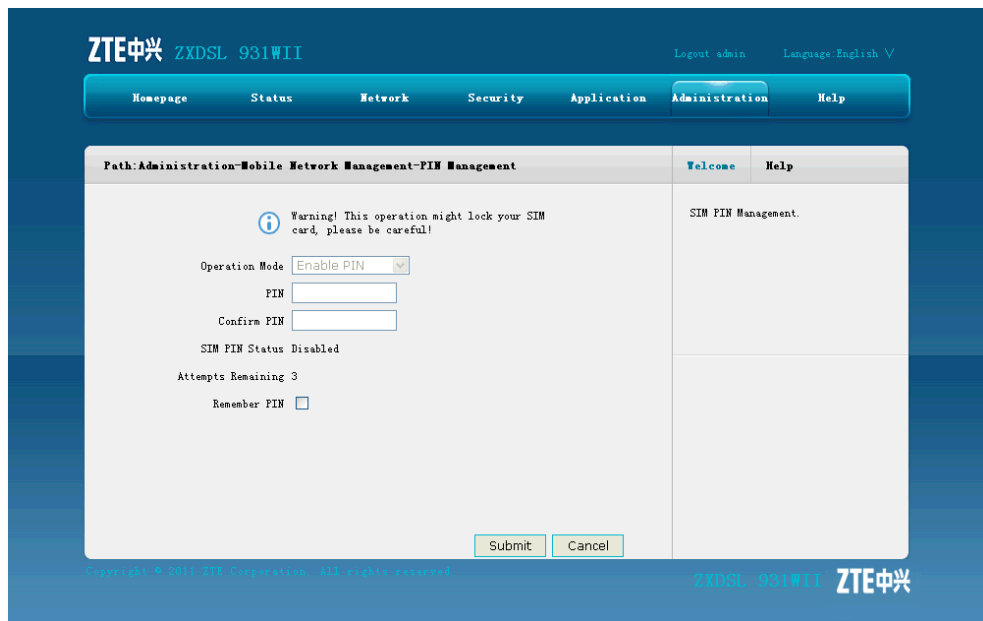 ZTE中兴 ZXDSL 931WII
Logout admin Language:English V
Homepage Status Network Security Application Administration Help
Path:Administration-Mobile Network Management-PIN Management
Welcome Help
Warning! This operation might lock your SIM
card, please be careful!
SIM PIN Management.
Operation Mode Enable PIN
PIN
Confirm PIN
SIM PIN Status Disabled
Attempts Remaining 3
Remember PIN
Submit Cancel
Copyright © 2011 ZTE Corporation. All rights reserved.
ZXDSL 931WII ZTE中兴